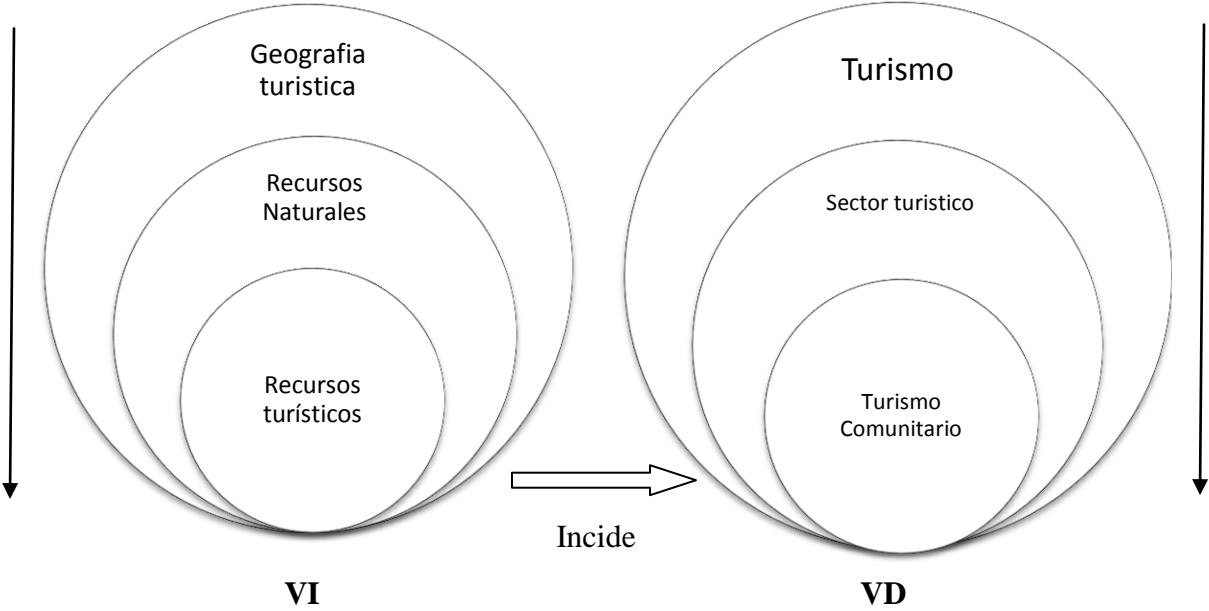 Geografia
turistica
Recursos
Naturales
Recursos
turísticos
Turismo
Sector turistico
Turismo
Comunitario
Incide
VI
VD